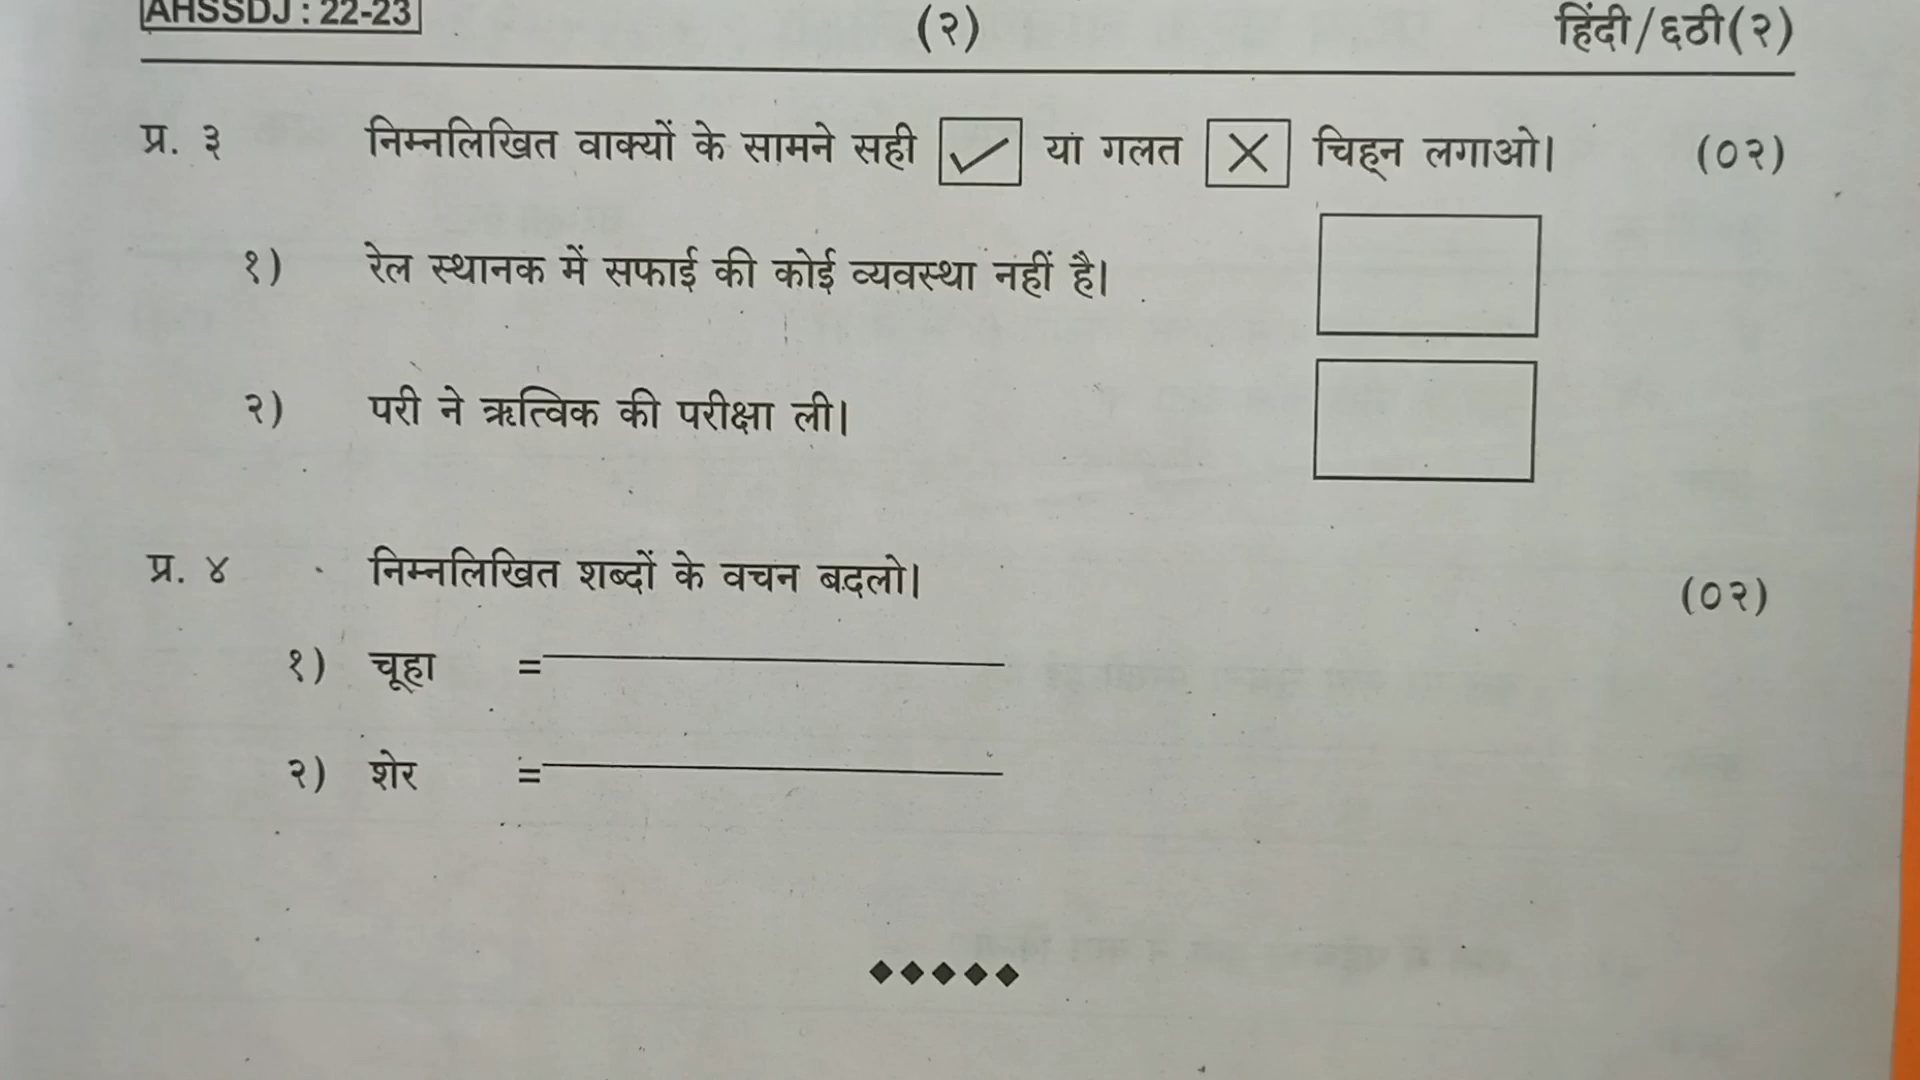 AHSSDJ : 22-23 (२) हिंदी/६ठी(२)
प्र. ३ निम्नलिखित वाक्यों के सामने सही ✓ या गलत ✗ चिह्न लगाओ। (०२)
१) रेल स्थानक में सफाई की कोई व्यवस्था नहीं है।
२) परी ने ऋत्विक की परीक्षा ली।
प्र. ४ निम्नलिखित शब्दों के वचन बदलो। (०२)
१) चूहा =
२) शेर =